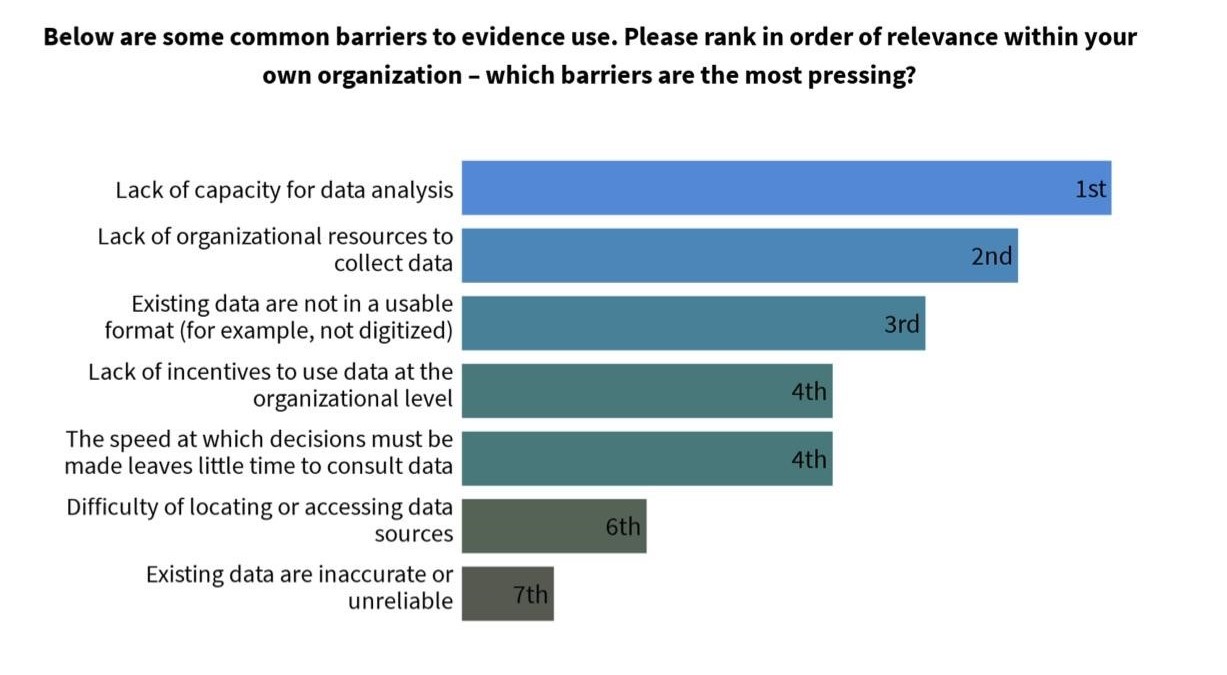 Below are some common barriers to evidence use. Please rank in order of relevance within your
own organization – which barriers are the most pressing?
Lack of capacity for data analysis
1st
Lack of organizational resources to
collect data
2nd
Existing data are not in a usable
format (for example, not digitized)
3rd
Lack of incentives to use data at the
organizational level
4th
The speed at which decisions must be
made leaves little time to consult data
4th
Difficulty of locating or accessing data
sources
6th
Existing data are inaccurate or
unreliable
7th